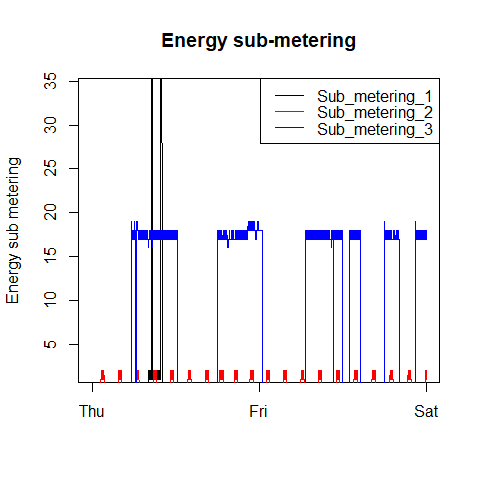 Energy sub-metering
Sub_metering_1
Sub_metering_2
Sub_metering_3
Energy sub metering
35
30
25
20
15
10
5
Thu Fri Sat